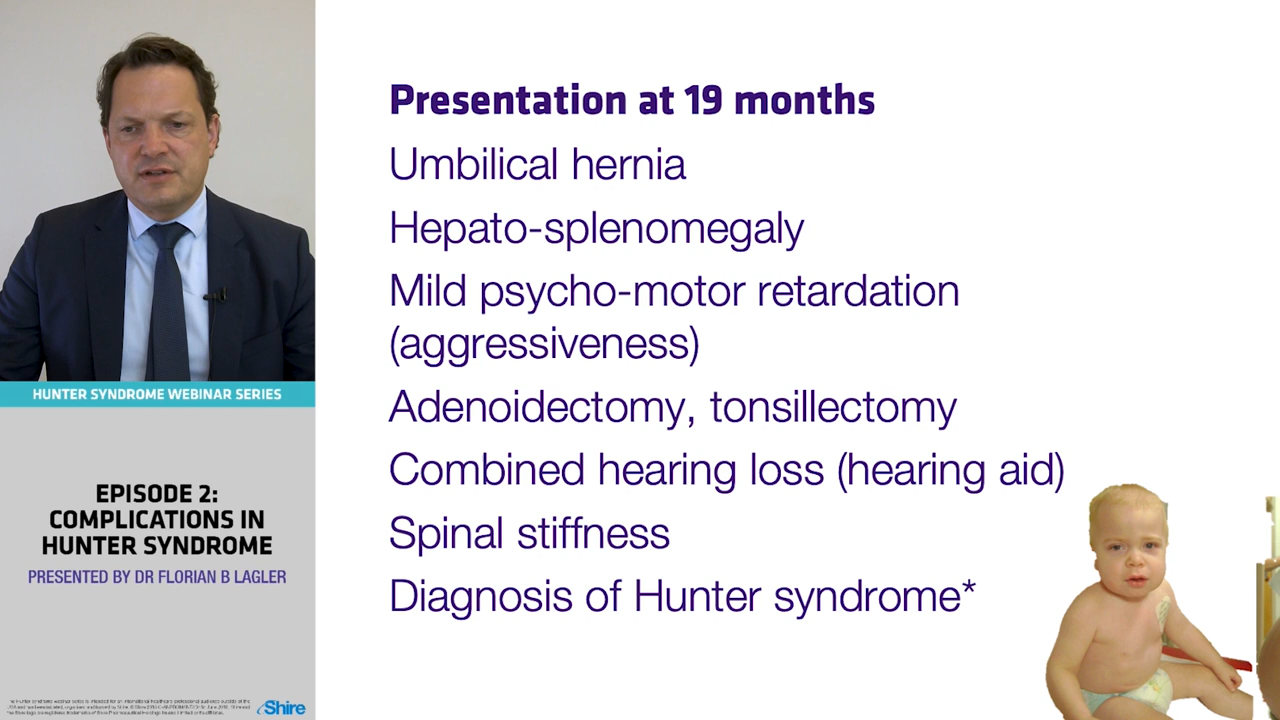 Presentation at 19 months
Umbilical hernia
Hepato-splenomegaly
Mild psycho-motor retardation
(aggressiveness)
Adenoidectomy, tonsillectomy
Combined hearing loss (hearing aid)
Spinal stiffness
Diagnosis of Hunter syndrome*
HUNTER SYNDROME WEBINAR SERIES
EPISODE 2:
COMPLICATIONS IN
HUNTER SYNDROME
PRESENTED BY DR FLORIAN B LAGLER
Shire